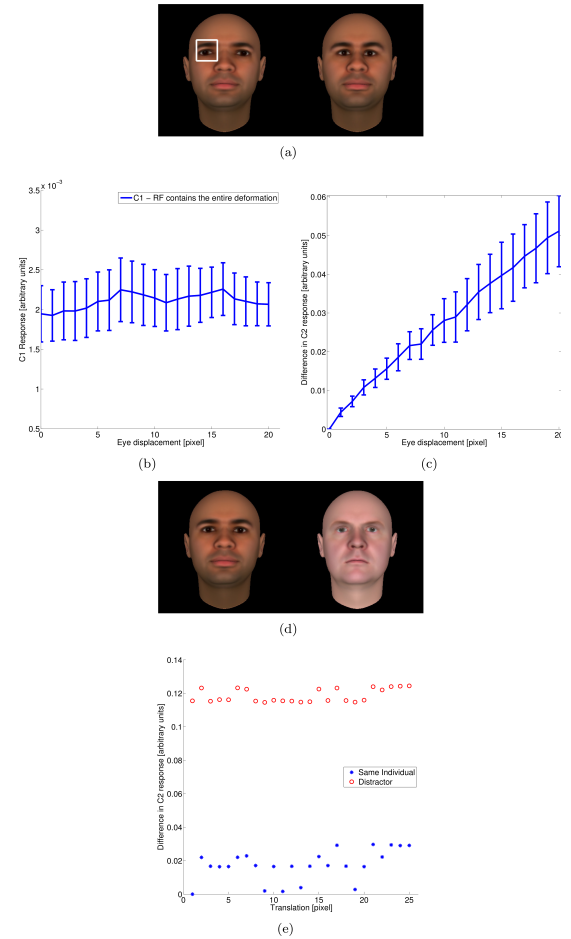 (a)
x 10⁻³
3.5
3
2.5
2
1.5
1
0.5
C1 Response [arbitrary units]
C1 − RF contains the entire deformation
0 5 10 15 20
Eye displacement [pixel]
(b)
0.06
0.05
0.04
0.03
0.02
0.01
0
Difference in C2 response [arbitrary units]
0 5 10 15 20
Eye displacement [pixel]
(c)
(d)
0.14
0.12
0.1
0.08
0.06
0.04
0.02
0
Difference in C2 response [arbitrary units]
Same Individual
Distractor
0 5 10 15 20 25
Translation [pixel]
(e)